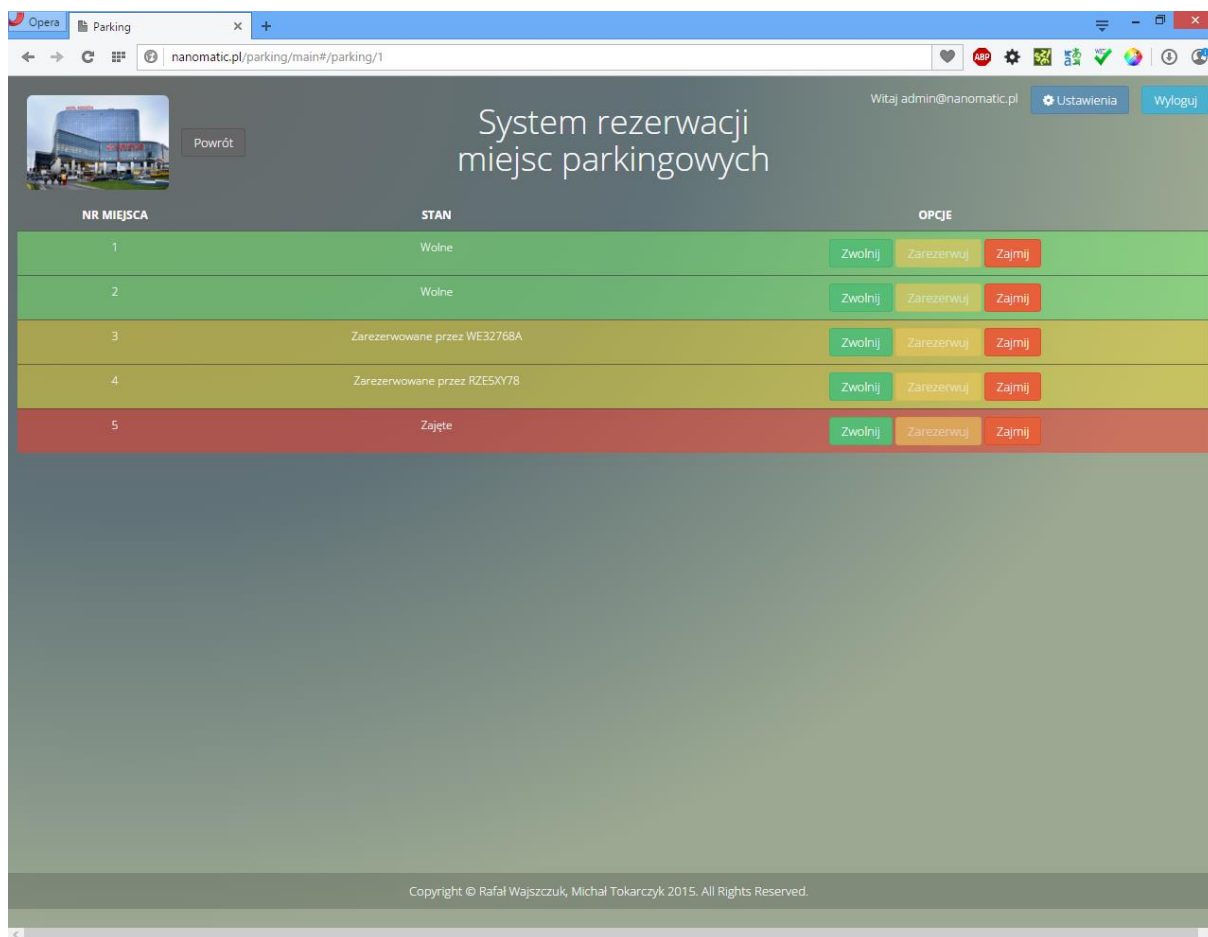 Opera
Parking
nanomatic.pl/parking/main#/parking/1
ABP
Witaj admin@nanomatic.pl
Ustawienia
Wyloguj
Powrót
System rezerwacji
miejsc parkingowych
NR MIEJSCA STAN OPCJE
1 Wolne Zwolnij Zarezerwuj Zajmij
2 Wolne Zwolnij Zarezerwuj Zajmij
3 Zarezerwowane przez WE32768A Zwolnij Zarezerwuj Zajmij
4 Zarezerwowane przez RZE5XY78 Zwolnij Zarezerwuj Zajmij
5 Zajęte Zwolnij Zarezerwuj Zajmij
Copyright © Rafał Wajszczuk, Michał Tokarczyk 2015. All Rights Reserved.